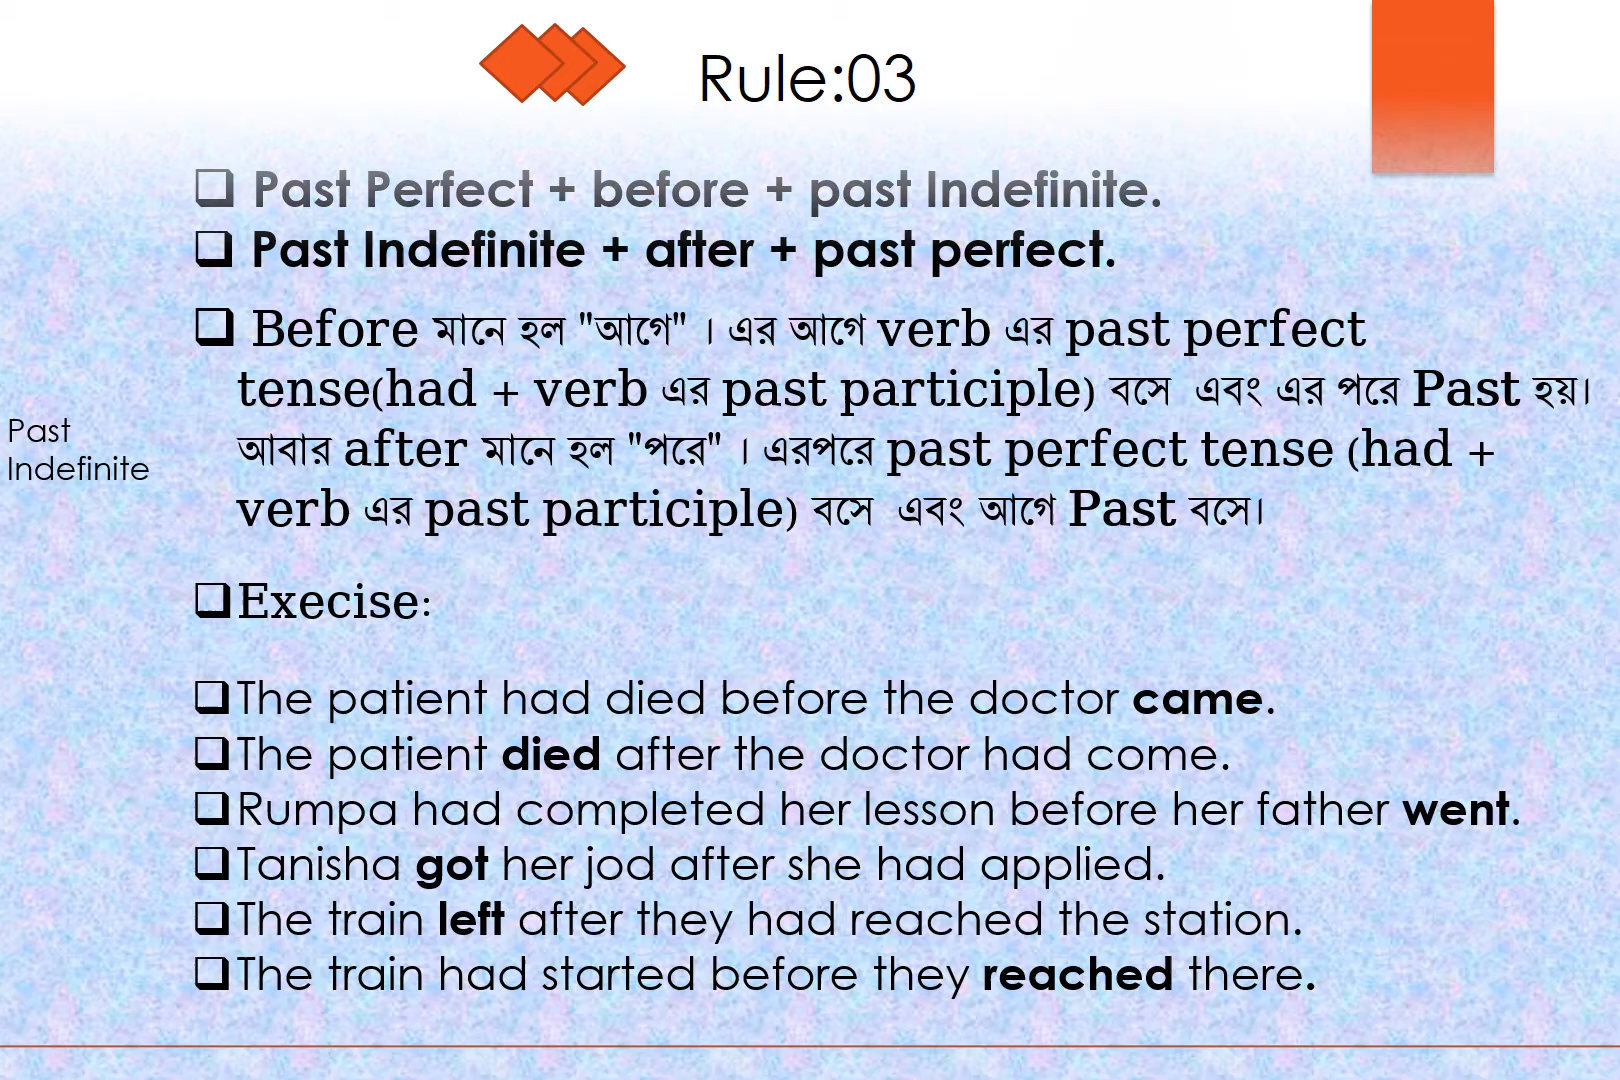 Rule:03
Past Perfect + before + past Indefinite.
Past Indefinite + after + past perfect.
Before মানে হল "আগে" । এর আগে verb এর past perfect
tense(had + verb এর past participle) বসে এবং এর পরে Past হয়।
আবার after মানে হল "পরে" । এরপরে past perfect tense (had +
verb এর past participle) বসে এবং আগে Past বসে।
Past
Indefinite
Execise:
The patient had died before the doctor came.
The patient died after the doctor had come.
Rumpa had completed her lesson before her father went.
Tanisha got her jod after she had applied.
The train left after they had reached the station.
The train had started before they reached there.